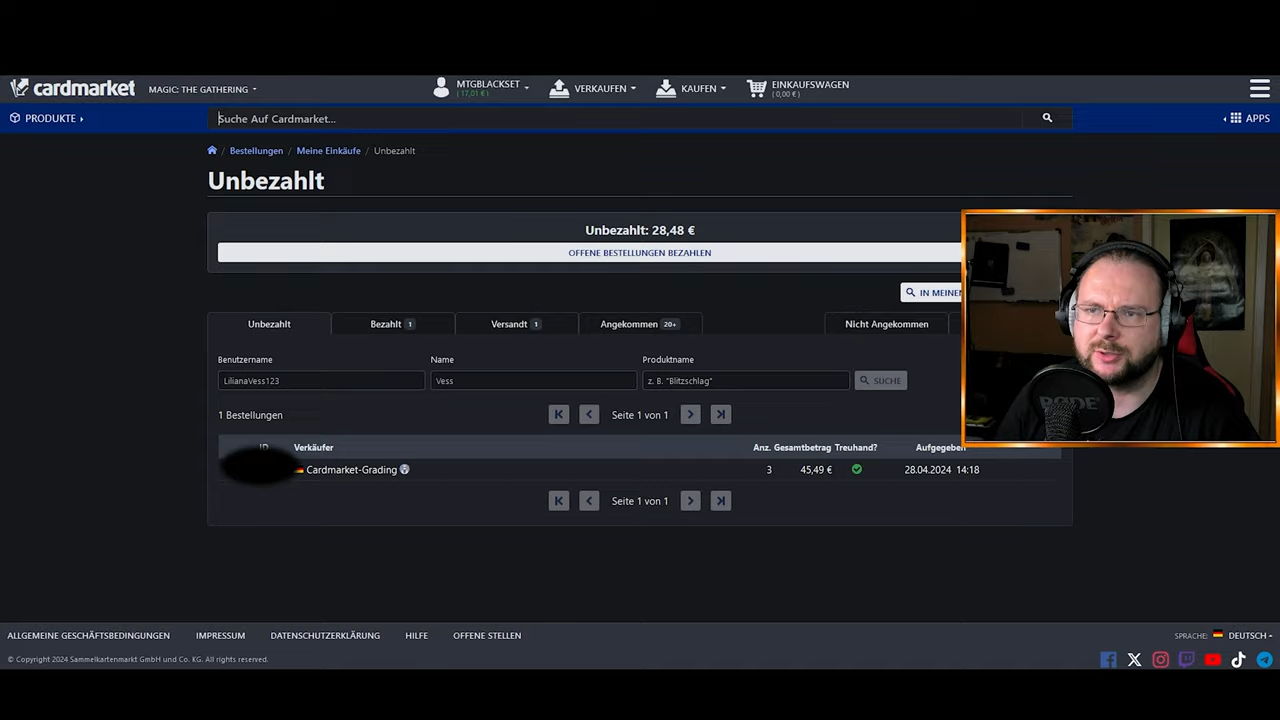 cardmarket MAGIC: THE GATHERING MTGBLACKSET VERKAUFEN KAUFEN EINKAUFSWAGEN
(17,01 €) (0,00 €)
PRODUKTE Suche Auf Cardmarket... APPS
/ Bestellungen / Meine Einkäufe / Unbezahlt
Unbezahlt
Unbezahlt: 28,48 €
OFFENE BESTELLUNGEN BEZAHLEN
IN MEINEN
Unbezahlt Bezahlt 1 Versandt 1 Angekommen 20+ Nicht Angekommen
Benutzername Name Produktname
LilianaVess123 Vess z. B. "Blitzschlag" SUCHE
1 Bestellungen Seite 1 von 1
ID Verkäufer Anz. Gesamtbetrag Treuhand? Aufgegeben
Cardmarket-Grading 3 45,49 € 28.04.2024 14:18
Seite 1 von 1
RØDE
ALLGEMEINE GESCHÄFTSBEDINGUNGEN IMPRESSUM DATENSCHUTZERKLÄRUNG HILFE OFFENE STELLEN SPRACHE: DEUTSCH
© Copyright 2024 Sammelkartenmarkt GmbH und Co. KG. All rights reserved.